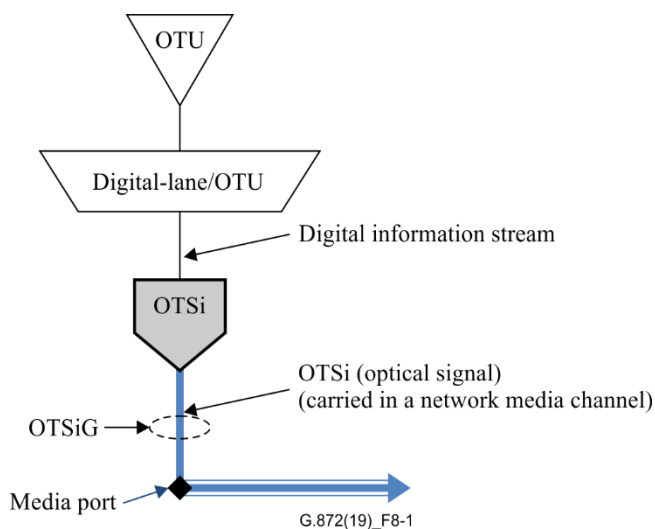 OTU
Digital-lane/OTU
Digital information stream
OTSi
OTSi (optical signal)
(carried in a network media channel)
OTSiG
Media port
G.872(19)_F8-1